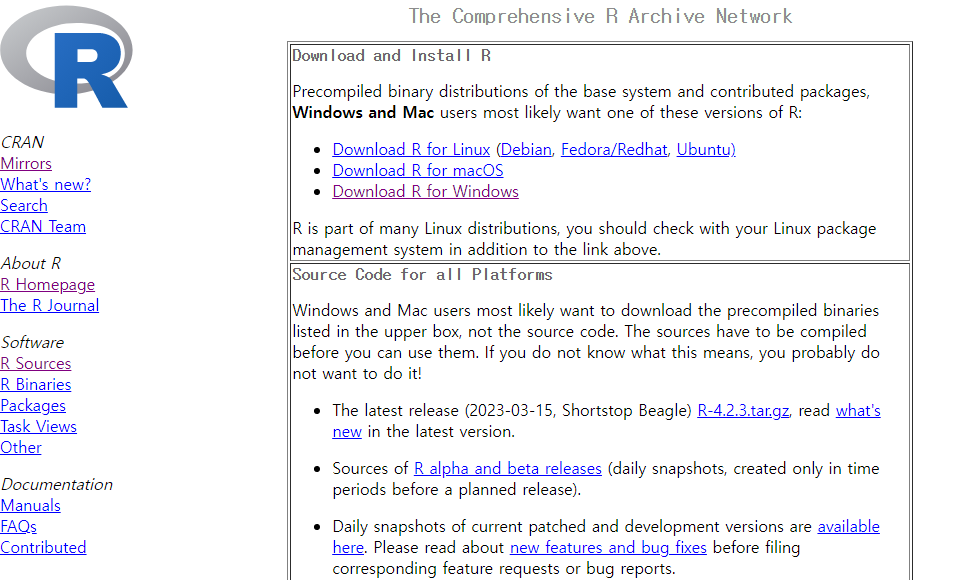 The Comprehensive R Archive Network
R
CRAN
Mirrors
What's new?
Search
CRAN Team
About R
R Homepage
The R Journal
Software
R Sources
R Binaries
Packages
Task Views
Other
Documentation
Manuals
FAQs
Contributed
Download and Install R
Precompiled binary distributions of the base system and contributed packages,
Windows and Mac users most likely want one of these versions of R:
• Download R for Linux (Debian, Fedora/Redhat, Ubuntu)
• Download R for macOS
• Download R for Windows
R is part of many Linux distributions, you should check with your Linux package
management system in addition to the link above.
Source Code for all Platforms
Windows and Mac users most likely want to download the precompiled binaries
listed in the upper box, not the source code. The sources have to be compiled
before you can use them. If you do not know what this means, you probably do
not want to do it!
• The latest release (2023-03-15, Shortstop Beagle) R-4.2.3.tar.gz, read what's
new in the latest version.
• Sources of R alpha and beta releases (daily snapshots, created only in time
periods before a planned release).
• Daily snapshots of current patched and development versions are available
here. Please read about new features and bug fixes before filing
corresponding feature requests or bug reports.